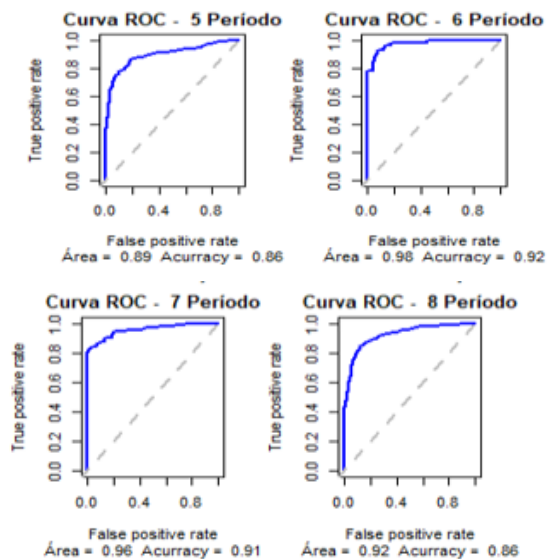 Curva ROC - 5 Período
True positive rate
0.0 0.2 0.4 0.6 0.8 1.0
0.0 0.4 0.8
False positive rate
Área = 0.89 Acurracy = 0.86
Curva ROC - 6 Período
True positive rate
0.0 0.2 0.4 0.6 0.8 1.0
0.0 0.4 0.8
False positive rate
Área = 0.98 Acurracy = 0.92
Curva ROC - 7 Período
True positive rate
0.0 0.2 0.4 0.6 0.8 1.0
0.0 0.4 0.8
False positive rate
Área = 0.96 Acurracy = 0.91
Curva ROC - 8 Período
True positive rate
0.0 0.2 0.4 0.6 0.8 1.0
0.0 0.4 0.8
False positive rate
Área = 0.92 Acurracy = 0.86